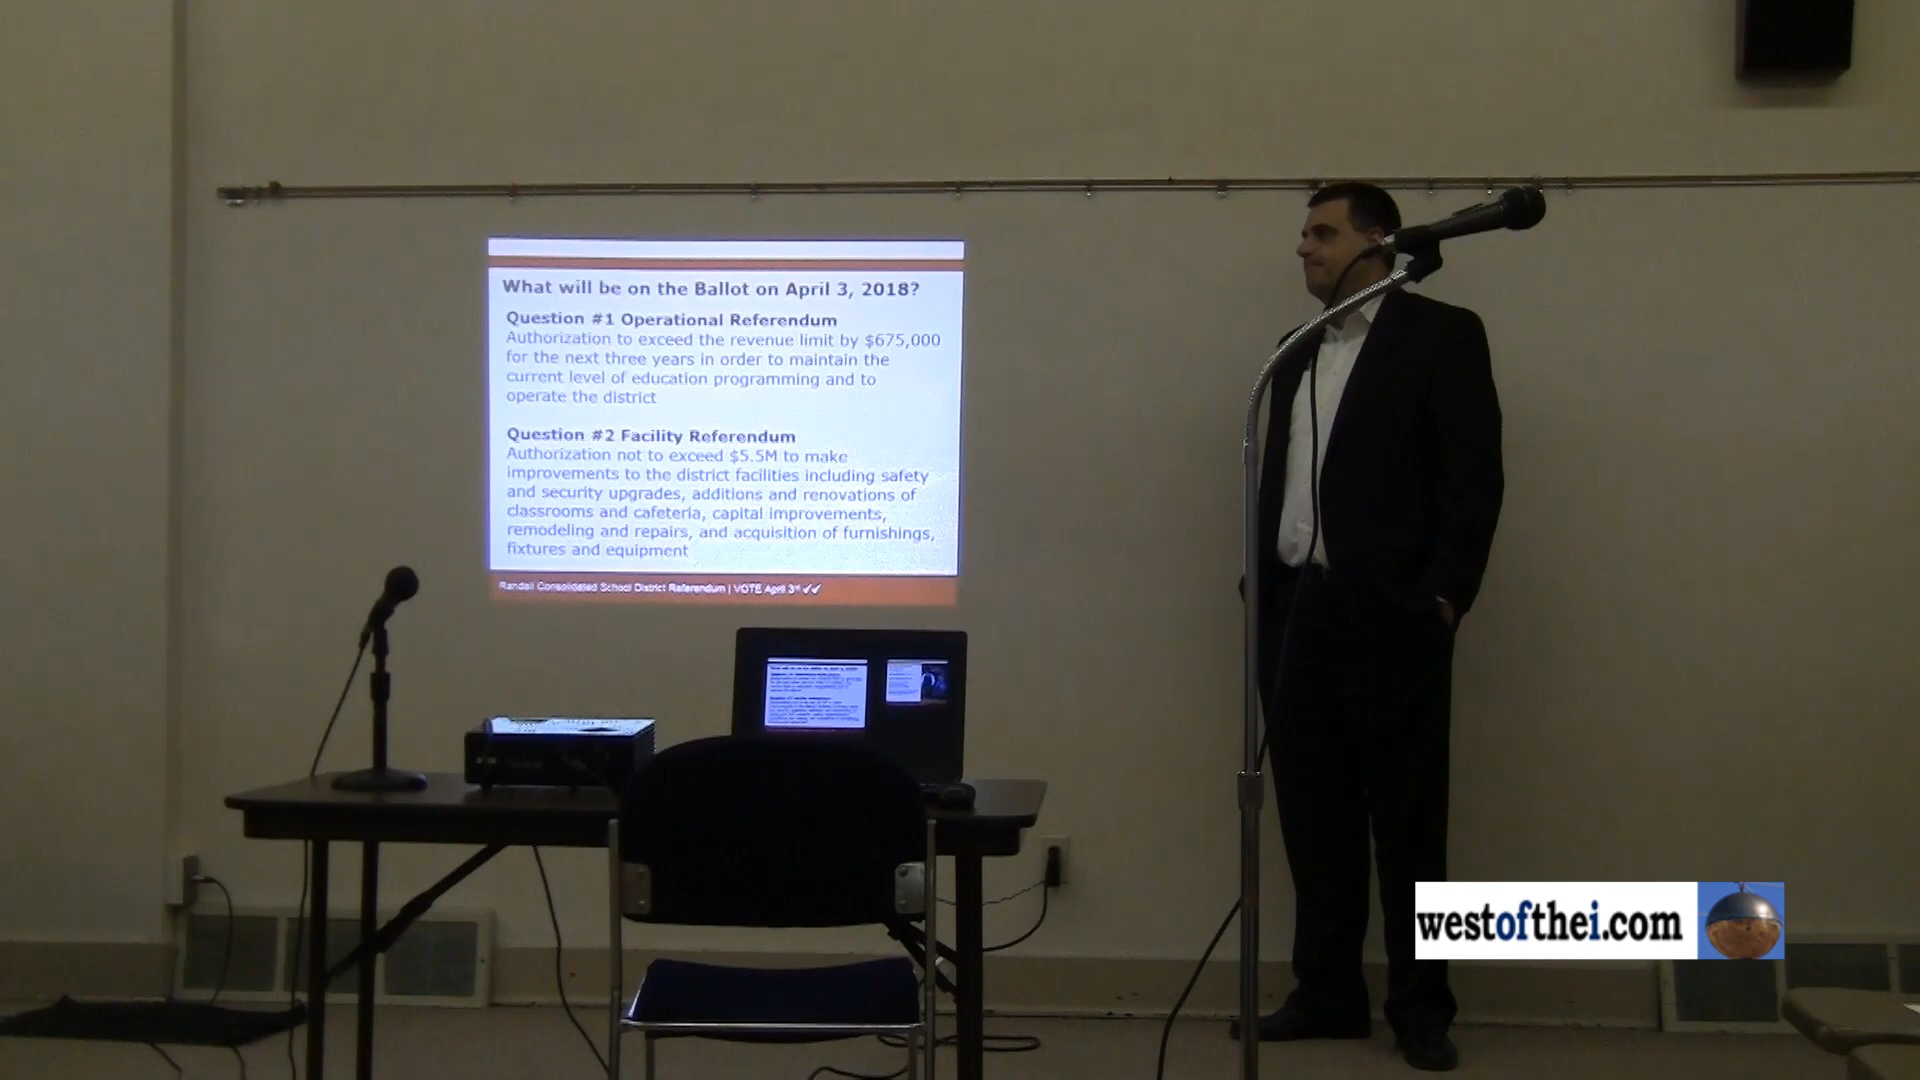 What will be on the Ballot on April 3, 2018?
Question #1 Operational Referendum
Authorization to exceed the revenue limit by $675,000
for the next three years in order to maintain the
current level of education programming and to
operate the district
Question #2 Facility Referendum
Authorization not to exceed $5.5M to make
improvements to the district facilities including safety
and security upgrades, additions and renovations of
classrooms and cafeteria, capital improvements,
remodeling and repairs, and acquisition of furnishings,
fixtures and equipment
Randall Consolidated School District Referendum | VOTE April 3rd ✓✓
westofthei.com